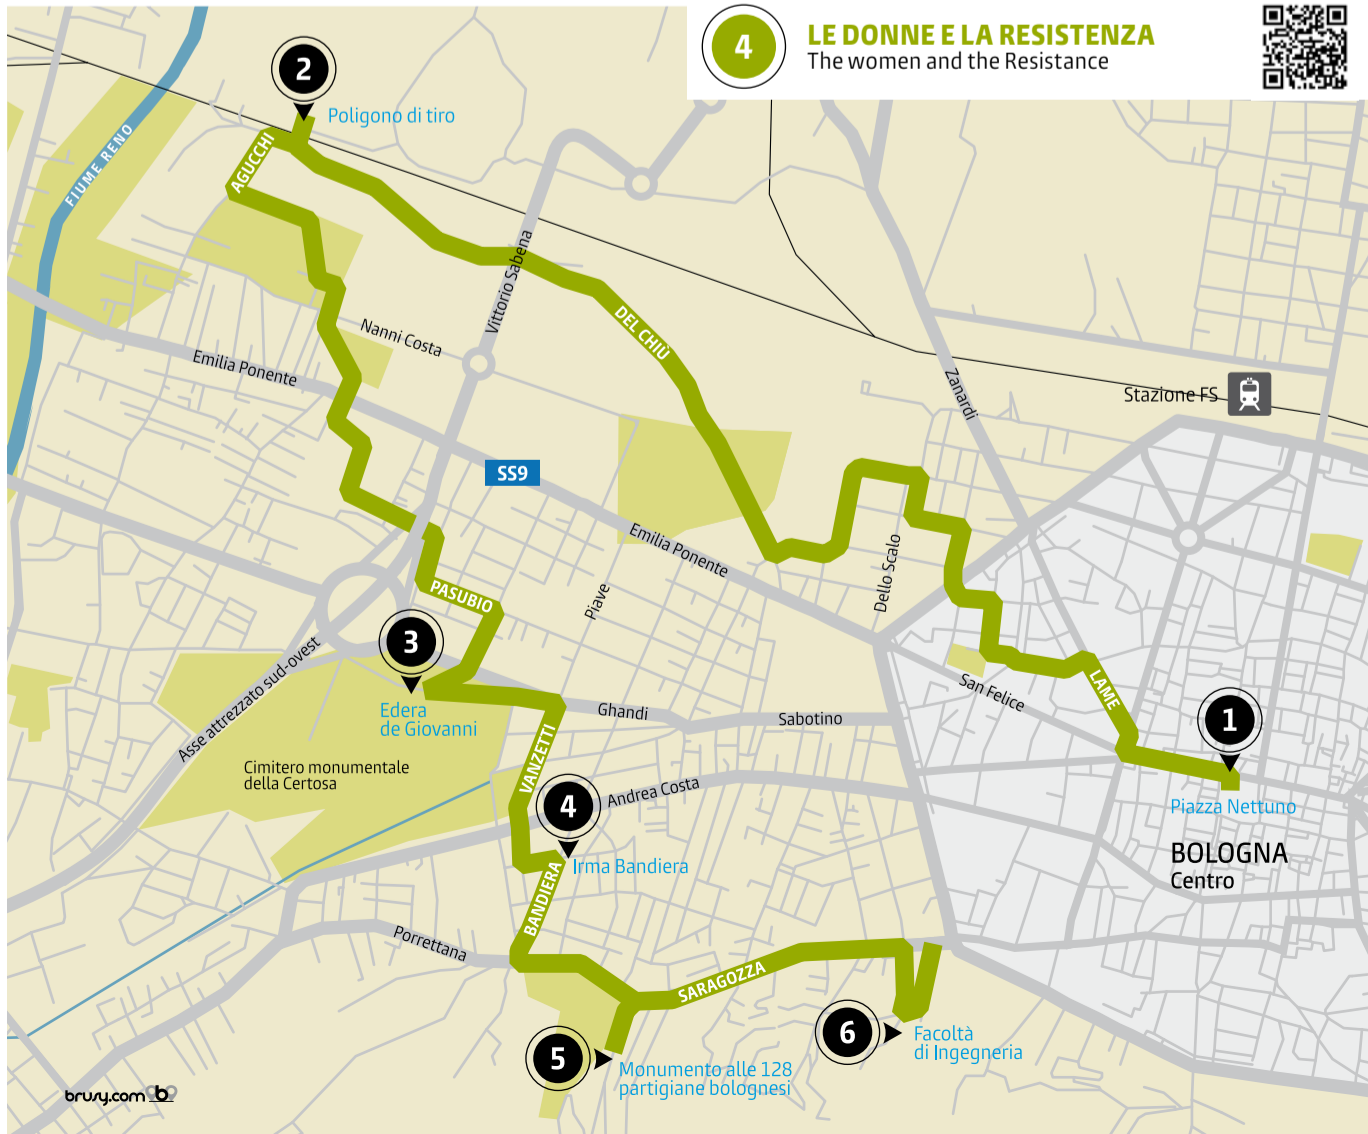 4
LE DONNE E LA RESISTENZA
The women and the Resistance
2
Poligono di tiro
FIUME RENO
AGUCCHI
Vittorio Sabena
Nanni Costa
DEL CHIÙ
Emilia Ponente
Zanardi
Stazione FS
SS9
Emilia Ponente
Dello Scalo
PASUBIO
Piave
3
Asse attrezzato sud-ovest
Edera
de Giovanni
San Felice
LAME
1
Ghandi
Sabotino
VANZETTI
Cimitero monumentale
della Certosa
4
Andrea Costa
Piazza Nettuno
BOLOGNA
Centro
Irma Bandiera
BANDIERA
Porrettana
SARAGOZZA
6
Facoltà
di Ingegneria
5
Monumento alle 128
partigiane bolognesi
brusy.com